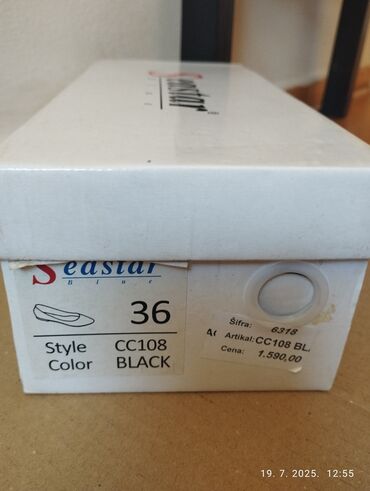 Seastar
Seastar
Blue
36
Style CC108
Color BLACK
Šifra: 6318
Artikal: CC108 BL
Cena: 1.590,00
19. 7. 2025. 12:55